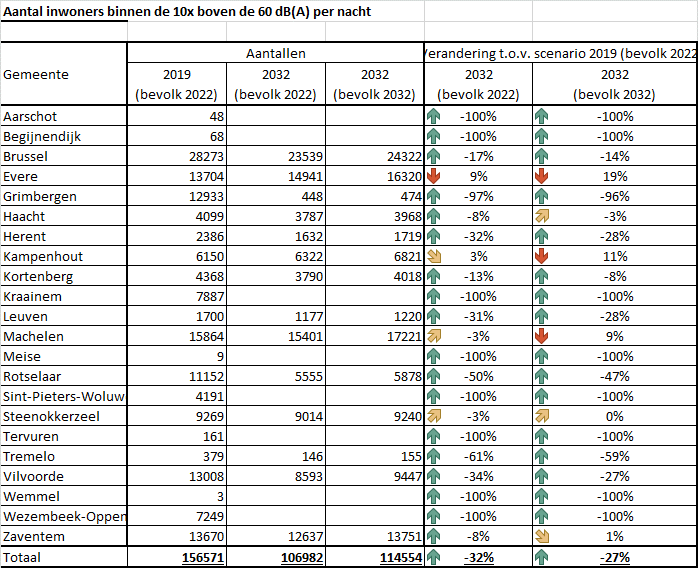 Aantal inwoners binnen de 10x boven de 60 dB(A) per nacht
Aantallen Verandering t.o.v. scenario 2019 (bevolk 2022
Gemeente 2019 2032 2032 2032 2032
(bevolk 2022) (bevolk 2022) (bevolk 2032) (bevolk 2022) (bevolk 2032)
Aarschot 48 -100% -100%
Begijnendijk 68 -100% -100%
Brussel 28273 23539 24322 -17% -14%
Evere 13704 14941 16320 9% 19%
Grimbergen 12933 448 474 -97% -96%
Haacht 4099 3787 3968 -8% -3%
Herent 2386 1632 1719 -32% -28%
Kampenhout 6150 6322 6821 3% 11%
Kortenberg 4368 3790 4018 -13% -8%
Kraainem 7887 -100% -100%
Leuven 1700 1177 1220 -31% -28%
Machelen 15864 15401 17221 -3% 9%
Meise 9 -100% -100%
Rotselaar 11152 5555 5878 -50% -47%
Sint-Pieters-Woluw 4191 -100% -100%
Steenokkerzeel 9269 9014 9240 -3% 0%
Tervuren 161 -100% -100%
Tremelo 379 146 155 -61% -59%
Vilvoorde 13008 8593 9447 -34% -27%
Wemmel 3 -100% -100%
Wezembeek-Oppen 7249 -100% -100%
Zaventem 13670 12637 13751 -8% 1%
Totaal 156571 106982 114554 -32% -27%